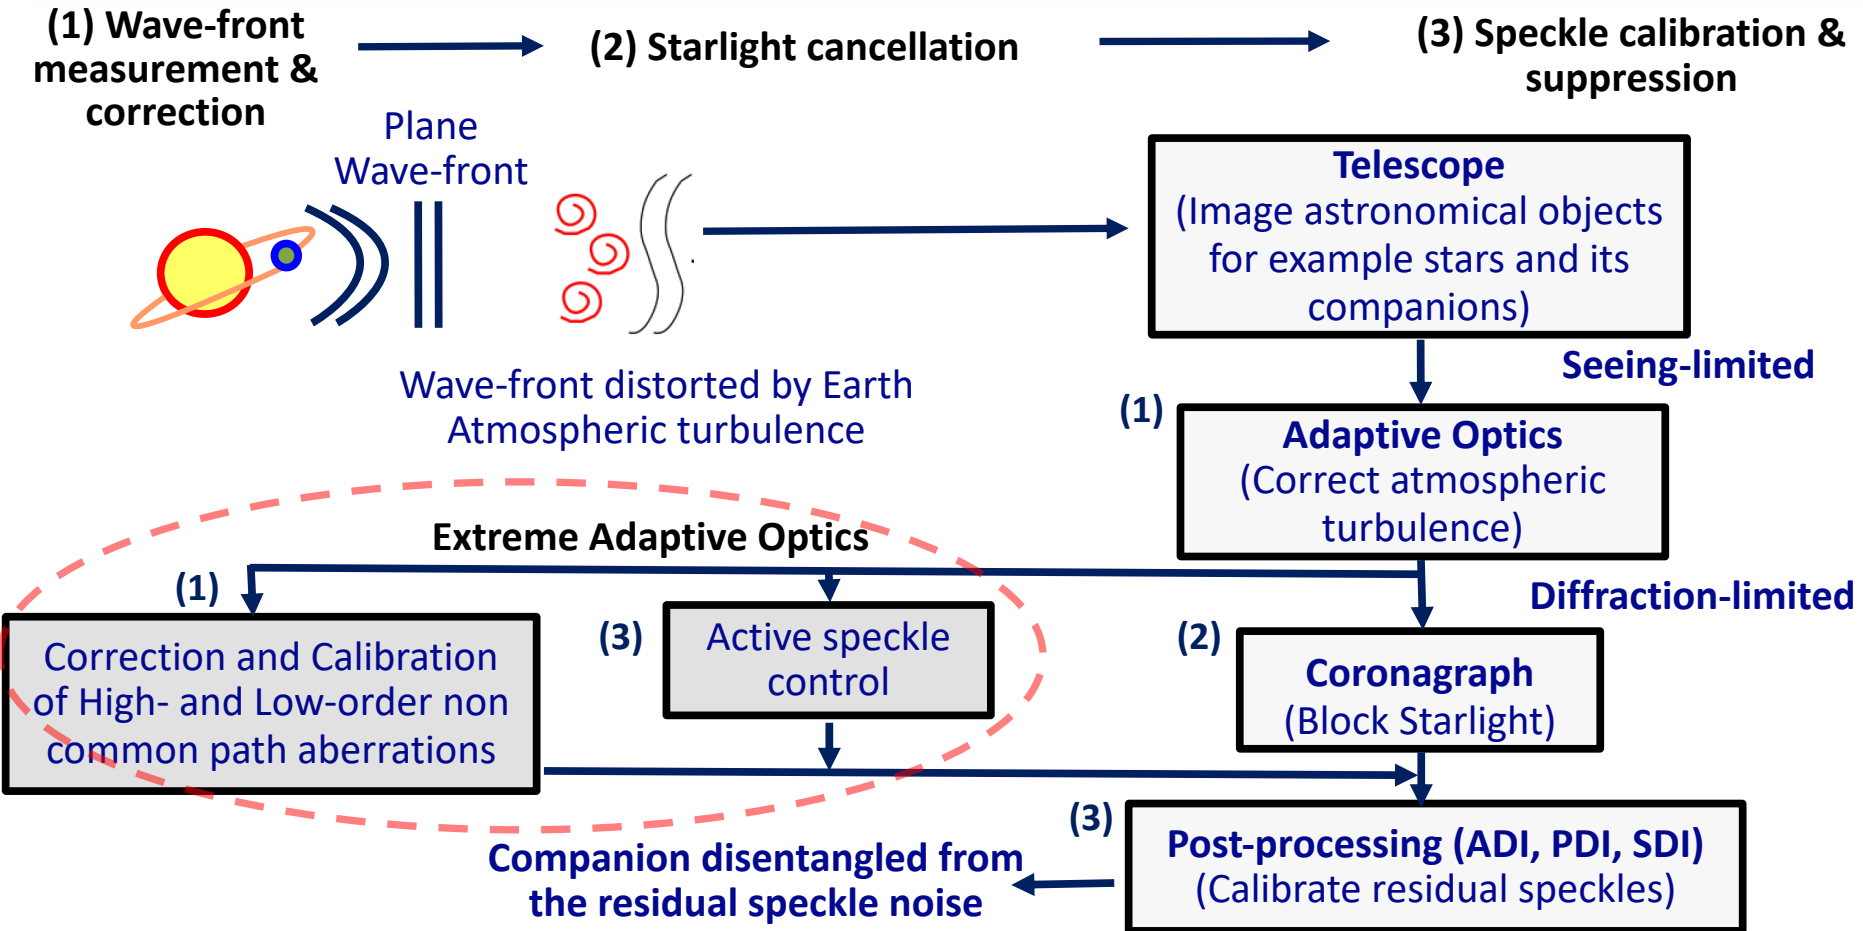 (1) Wave-front
measurement &
correction
(2) Starlight cancellation
(3) Speckle calibration &
suppression
Plane
Wave-front
Telescope
(Image astronomical objects
for example stars and its
companions)
Wave-front distorted by Earth
Atmospheric turbulence
Seeing-limited
(1)
Adaptive Optics
(Correct atmospheric
turbulence)
Extreme Adaptive Optics
Diffraction-limited
(1)
Correction and Calibration
of High- and Low-order non
common path aberrations
(3)
Active speckle
control
(2)
Coronagraph
(Block Starlight)
(3)
Post-processing (ADI, PDI, SDI)
(Calibrate residual speckles)
Companion disentangled from
the residual speckle noise